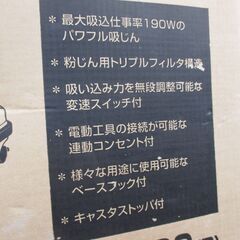 ★最大吸込仕事率190Wの
パワフル吸じん
★粉じん用トリプルフィルタ構造
★吸い込み力を無段調整可能な
変速スイッチ付
★電動工具の接続が可能な
連動コンセント付
★様々な用途に使用可能な
ベースフック付
★キャスタストッパ付